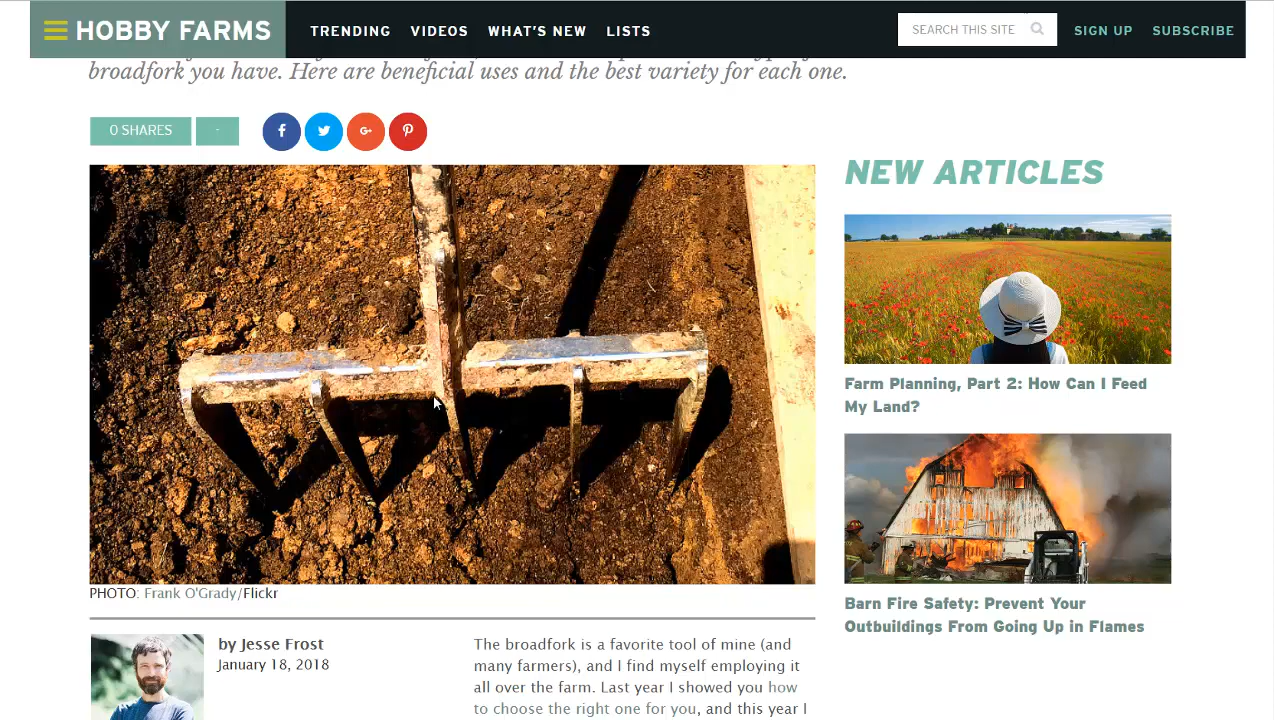 HOBBY FARMS
TRENDING VIDEOS WHAT'S NEW LISTS
SEARCH THIS SITE
SIGN UP SUBSCRIBE
broadfork you have. Here are beneficial uses and the best variety for each one.
0 SHARES
-
f
G+
NEW ARTICLES
Farm Planning, Part 2: How Can I Feed
My Land?
Barn Fire Safety: Prevent Your
Outbuildings From Going Up in Flames
PHOTO: Frank O'Grady/Flickr
by Jesse Frost
January 18, 2018
The broadfork is a favorite tool of mine (and
many farmers), and I find myself employing it
all over the farm. Last year I showed you how
to choose the right one for you, and this year I